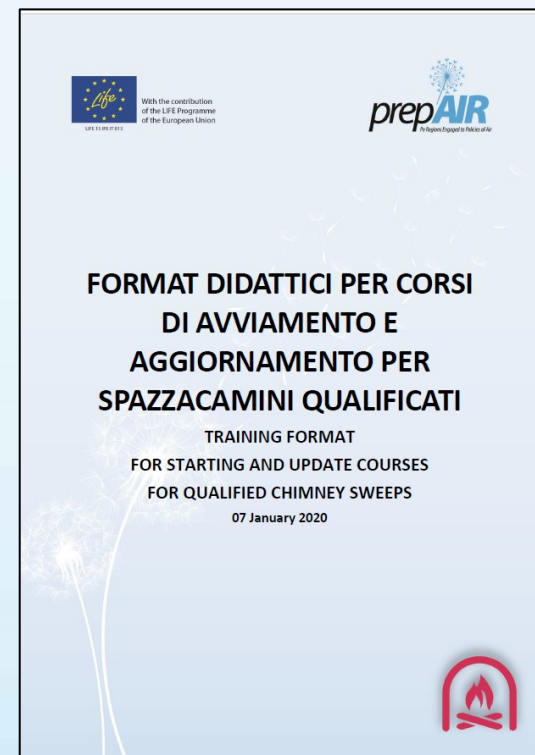 Life
LIFE 15 IPE IT 013
With the contribution
of the LIFE Programme
of the European Union
prepAIR
Po Regions Engaged to Policies of Air
FORMAT DIDATTICI PER CORSI
DI AVVIAMENTO E
AGGIORNAMENTO PER
SPAZZACAMINI QUALIFICATI
TRAINING FORMAT
FOR STARTING AND UPDATE COURSES
FOR QUALIFIED CHIMNEY SWEEPS
07 January 2020